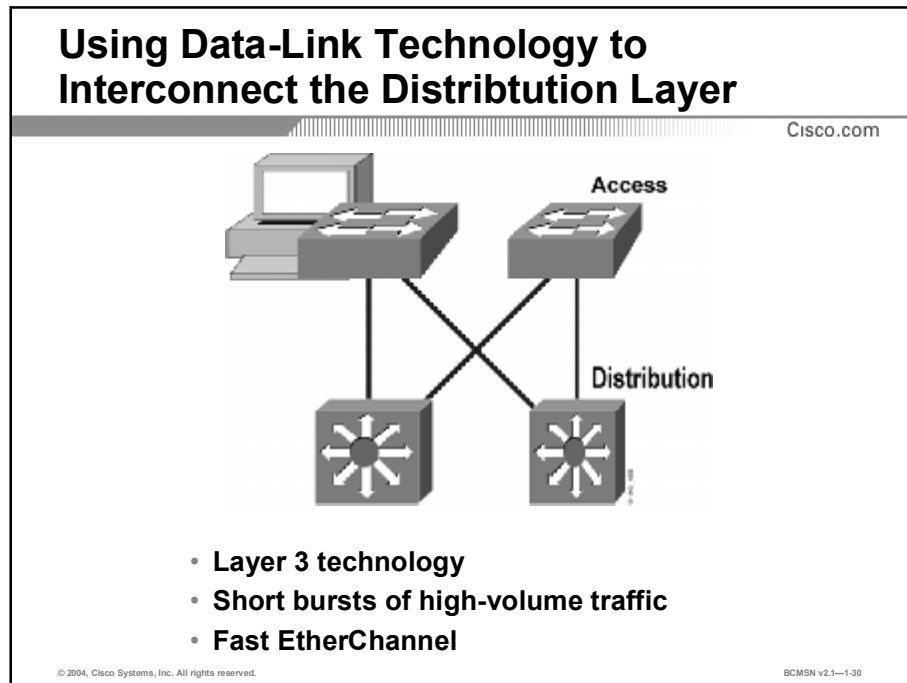 Using Data-Link Technology to
Interconnect the Distribtution Layer
Cisco.com
Access
Distribution
• Layer 3 technology
• Short bursts of high-volume traffic
• Fast EtherChannel
© 2004, Cisco Systems, Inc. All rights reserved.
BCMSN v2.1—1-30